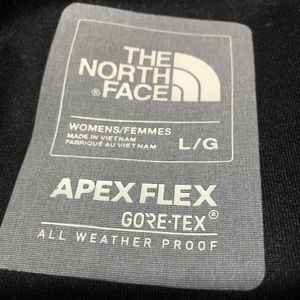 THE
NORTH
®FACE
WOMENS/FEMMES
MADE IN VIETNAM
FABRIQUÉ AU VIETNAM
L/G
APEX FLEX
GORE-TEX®
ALL WEATHER PROOF